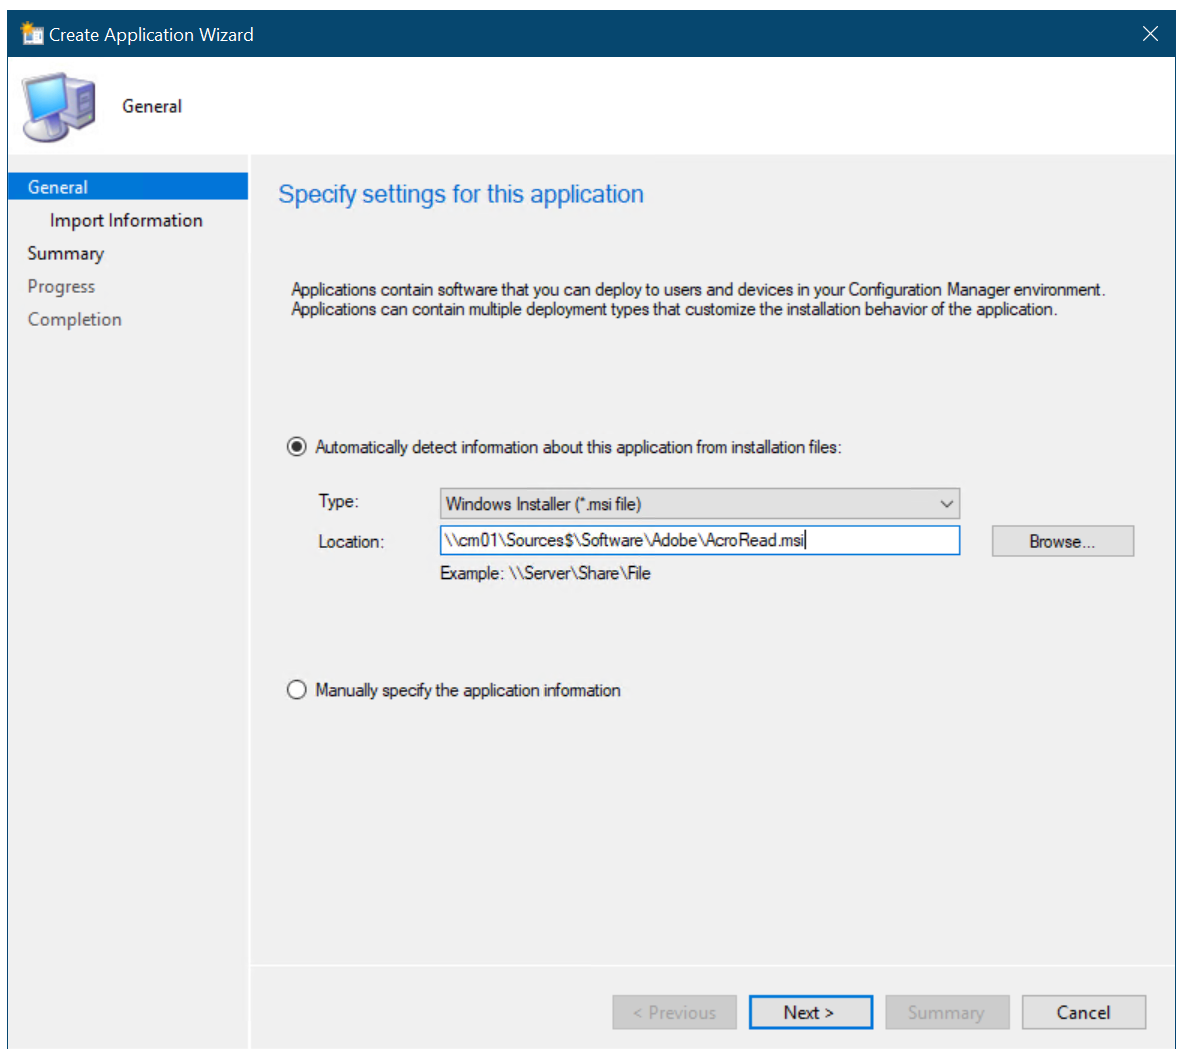 Create Application Wizard
General
General
Import Information
Summary
Progress
Completion
Specify settings for this application
Applications contain software that you can deploy to users and devices in your Configuration Manager environment.
Applications can contain multiple deployment types that customize the installation behavior of the application.
Automatically detect information about this application from installation files:
Type:
Windows Installer (*.msi file)
Location:
\\cm01\Sources$\Software\Adobe\AcroRead.msi
Browse...
Example: \\Server\Share\File
Manually specify the application information
< Previous
Next >
Summary
Cancel